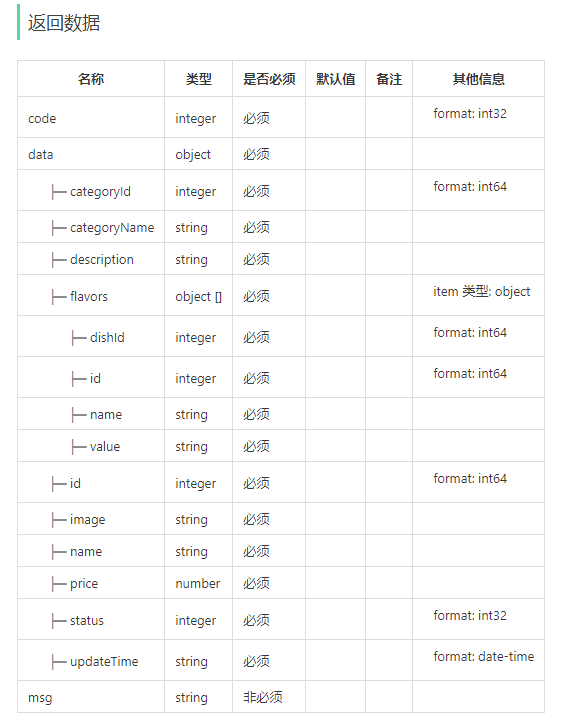 返回数据
名称 类型 是否必须 默认值 备注 其他信息
code integer 必须 format: int32
data object 必须
├─ categoryId integer 必须 format: int64
├─ categoryName string 必须
├─ description string 必须
├─ flavors object [] 必须 item 类型: object
├─ dishId integer 必须 format: int64
├─ id integer 必须 format: int64
├─ name string 必须
├─ value string 必须
├─ id integer 必须 format: int64
├─ image string 必须
├─ name string 必须
├─ price number 必须
├─ status integer 必须 format: int32
├─ updateTime string 必须 format: date-time
msg string 非必须